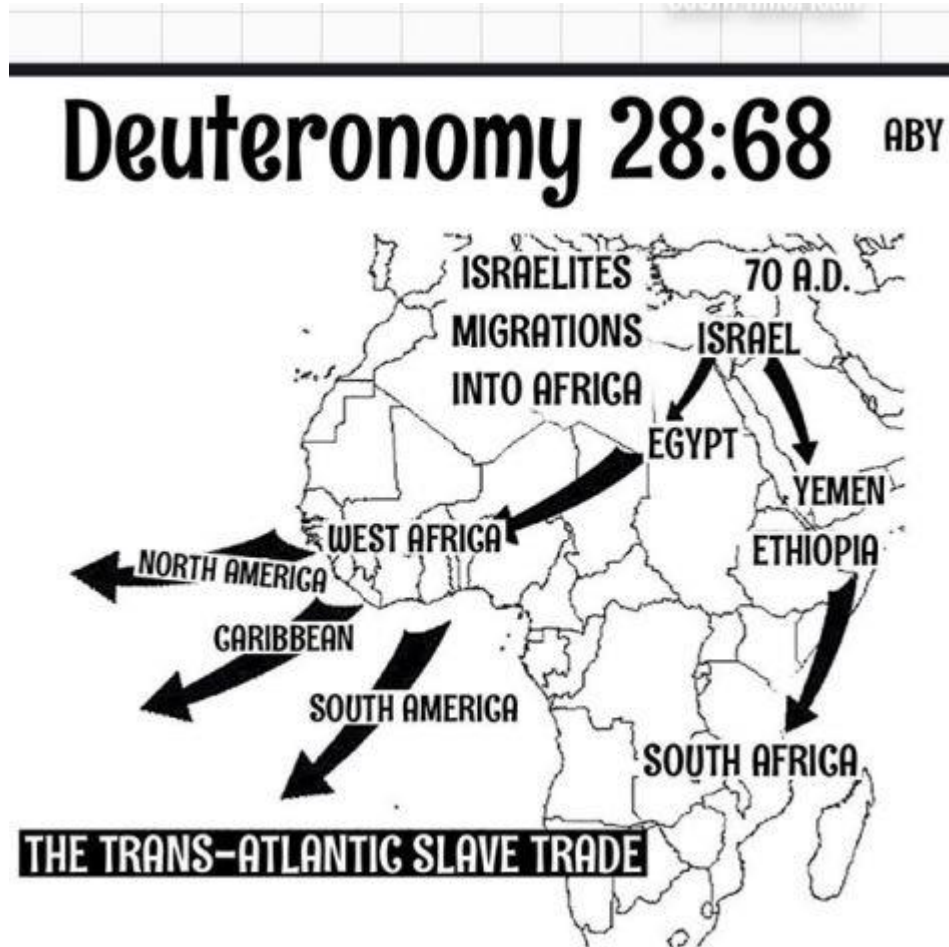 Deuteronomy 28:68
ABY
ISRAELITES
MIGRATIONS
INTO AFRICA
70 A.D.
ISRAEL
EGYPT
YEMEN
WEST AFRICA
ETHIOPIA
NORTH AMERICA
CARIBBEAN
SOUTH AMERICA
SOUTH AFRICA
THE TRANS-ATLANTIC SLAVE TRADE